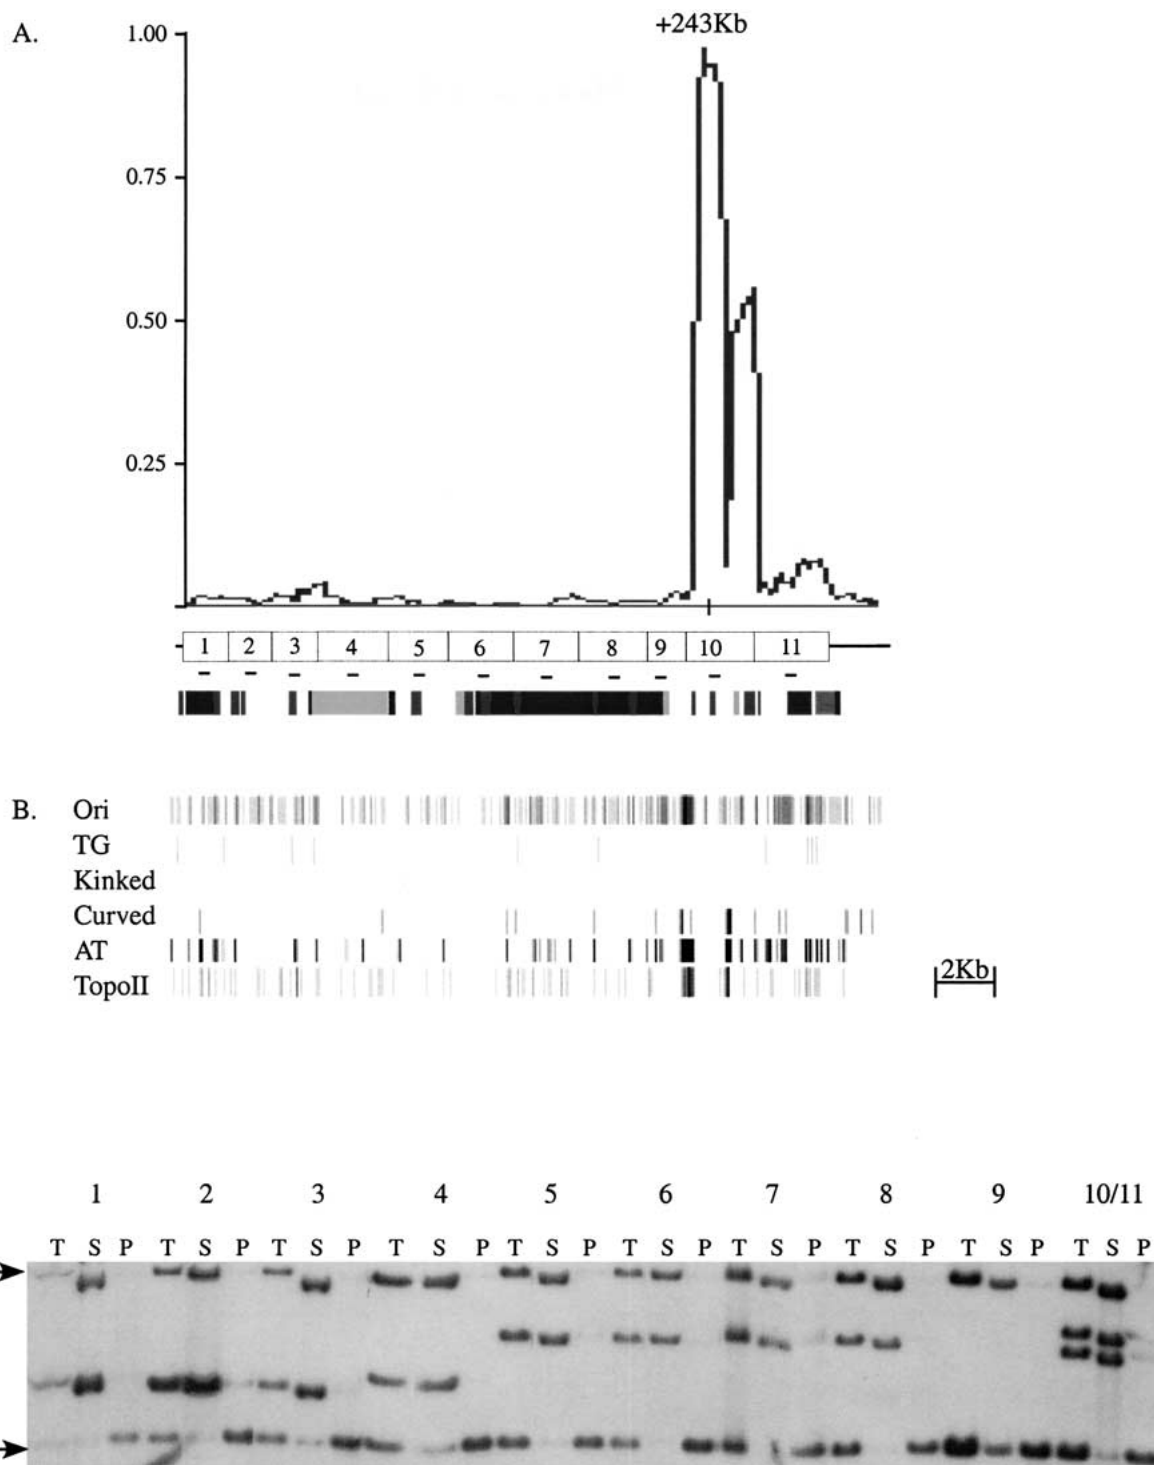 A.
+243Kb
1.00
0.75
0.50
0.25
1 2 3 4 5 6 7 8 9 10 11
B.
Ori
TG
Kinked
Curved
AT
TopoII
2Kb
1 2 3 4 5 6 7 8 9 10/11
T S P T S P T S P T S P T S P T S P T S P T S P T S P T S P